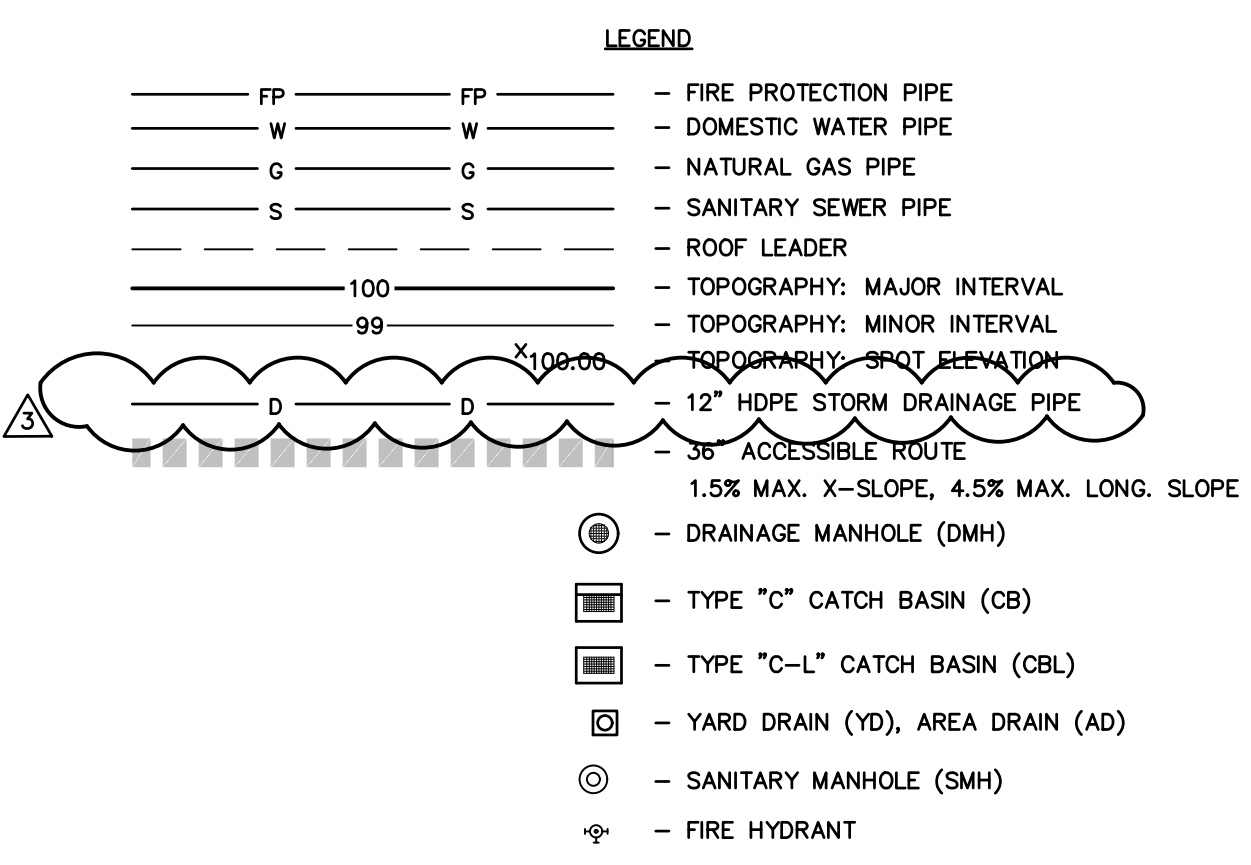 LEGEND
FP FP – FIRE PROTECTION PIPE
W W – DOMESTIC WATER PIPE
G G – NATURAL GAS PIPE
S S – SANITARY SEWER PIPE
– ROOF LEADER
100 – TOPOGRAPHY: MAJOR INTERVAL
99 – TOPOGRAPHY: MINOR INTERVAL
X 100.00 – TOPOGRAPHY: SPOT ELEVATION
3 D D – 12" HDPE STORM DRAINAGE PIPE
– 36" ACCESSIBLE ROUTE
1.5% MAX. X-SLOPE, 4.5% MAX. LONG. SLOPE
– DRAINAGE MANHOLE (DMH)
– TYPE "C" CATCH BASIN (CB)
– TYPE "C-L" CATCH BASIN (CBL)
– YARD DRAIN (YD), AREA DRAIN (AD)
– SANITARY MANHOLE (SMH)
– FIRE HYDRANT